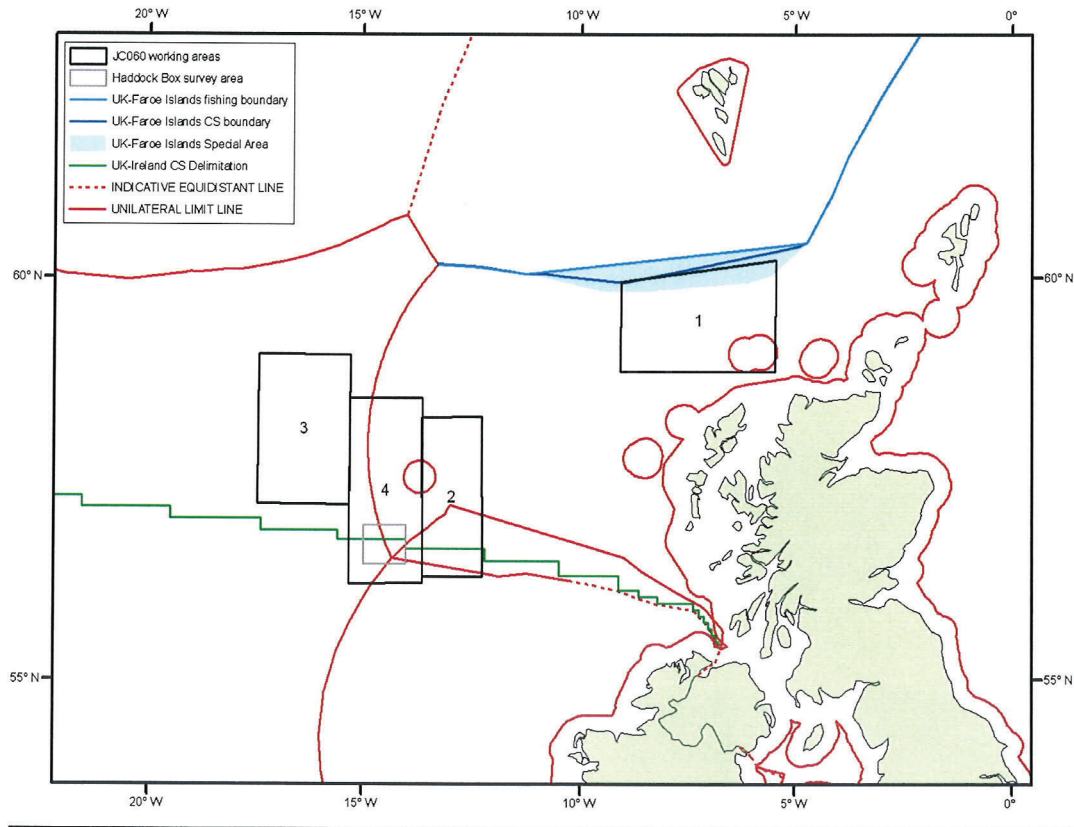 20° W
15° W
10° W
5° W
0°
JC060 working areas
Haddock Box survey area
UK-Faroe Islands fishing boundary
UK-Faroe Islands CS boundary
UK-Faroe Islands Special Area
UK-Ireland CS Delimitation
INDICATIVE EQUIDISTANT LINE
UNILATERAL LIMIT LINE
60° N
60° N
1
3
4
2
55° N
55° N
20° W
15° W
10° W
5° W
0°